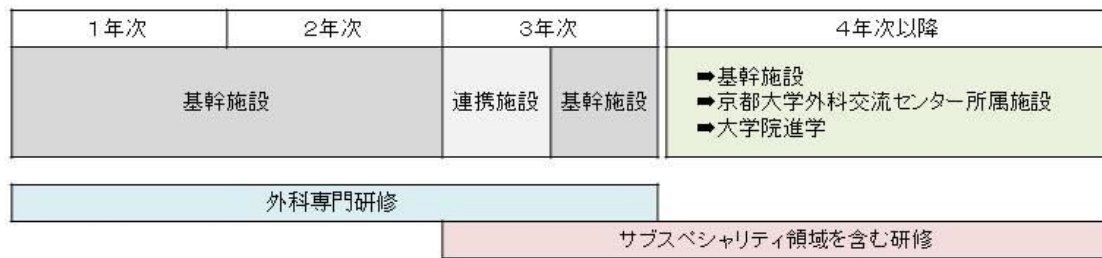 1年次
2年次
3年次
4年次以降
基幹施設
連携施設
基幹施設
➡基幹施設
➡京都大学外科交流センター所属施設
➡大学院進学
外科専門研修
サブスペシャリティ領域を含む研修